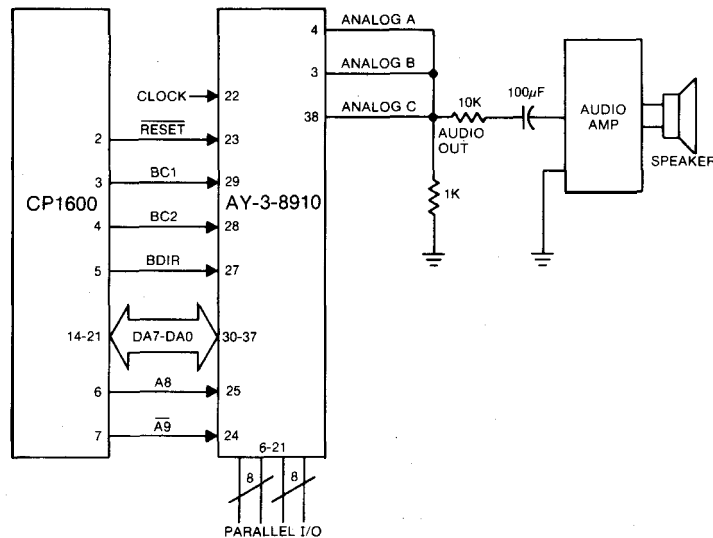 4
ANALOG A
3
ANALOG B
38
ANALOG C
CLOCK
22
2
RESET
23
3
BC1
29
CP1600
AY-3-8910
4
BC2
28
5
BDIR
27
14-21
DA7-DA0
30-37
6
A8
25
7
A9
24
6-21
8
8
PARALLEL I/O
10K
AUDIO
OUT
100µF
1K
AUDIO
AMP
SPEAKER